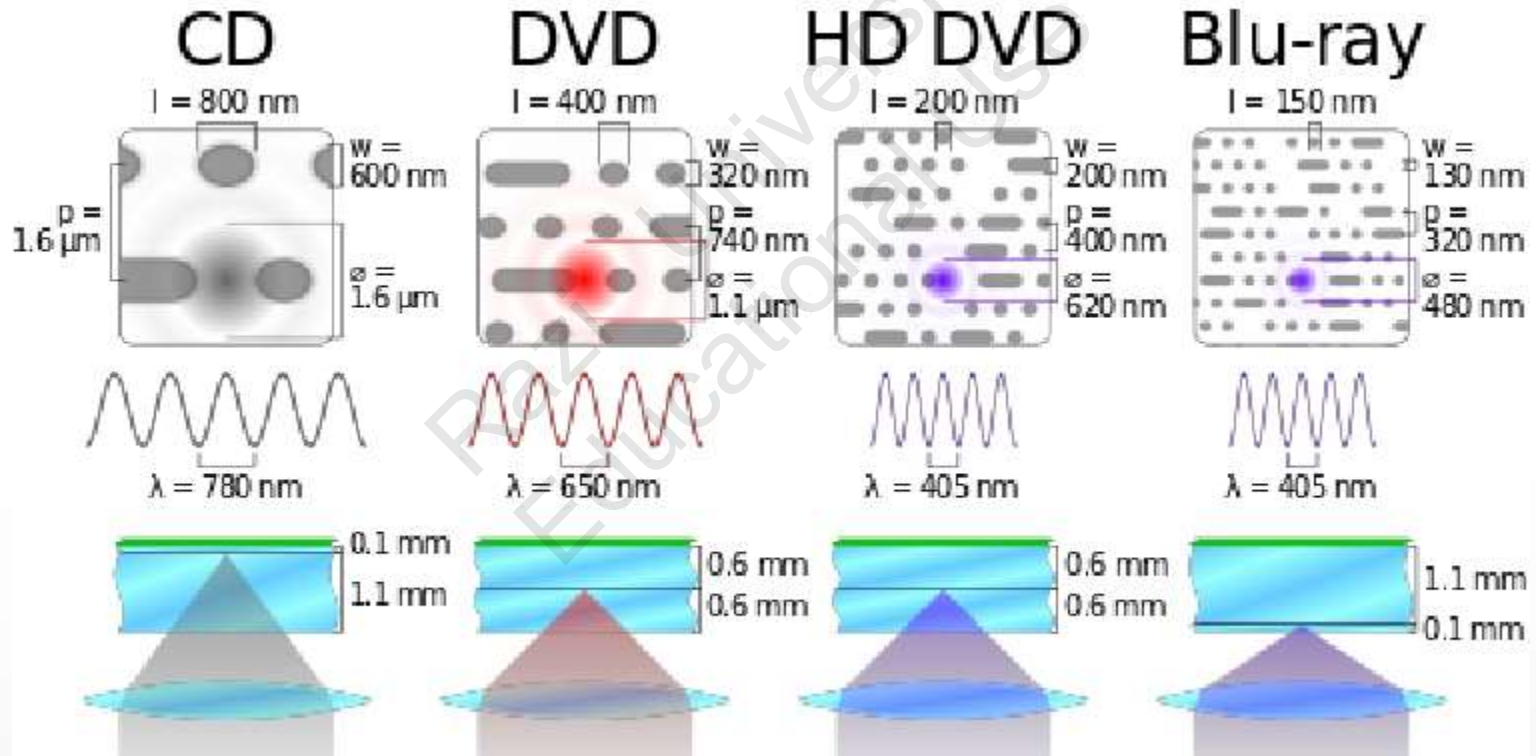 CD
l = 800 nm
w =
600 nm
p =
1.6 µm
⌀ =
1.6 µm
λ = 780 nm
0.1 mm
1.1 mm
DVD
l = 400 nm
w =
320 nm
p =
740 nm
⌀ =
1.1 µm
λ = 650 nm
0.6 mm
0.6 mm
HD DVD
l = 200 nm
w =
200 nm
p =
400 nm
⌀ =
620 nm
λ = 405 nm
0.6 mm
0.6 mm
Blu-ray
l = 150 nm
w =
130 nm
p =
320 nm
⌀ =
480 nm
λ = 405 nm
1.1 mm
0.1 mm
Educational Use